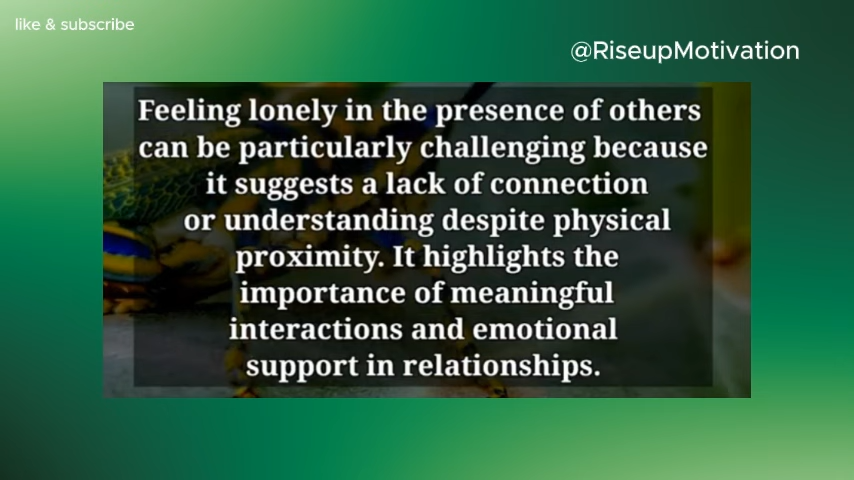 like & subscribe
@RiseupMotivation
Feeling lonely in the presence of others
can be particularly challenging because
it suggests a lack of connection
or understanding despite physical
proximity. It highlights the
importance of meaningful
interactions and emotional
support in relationships.